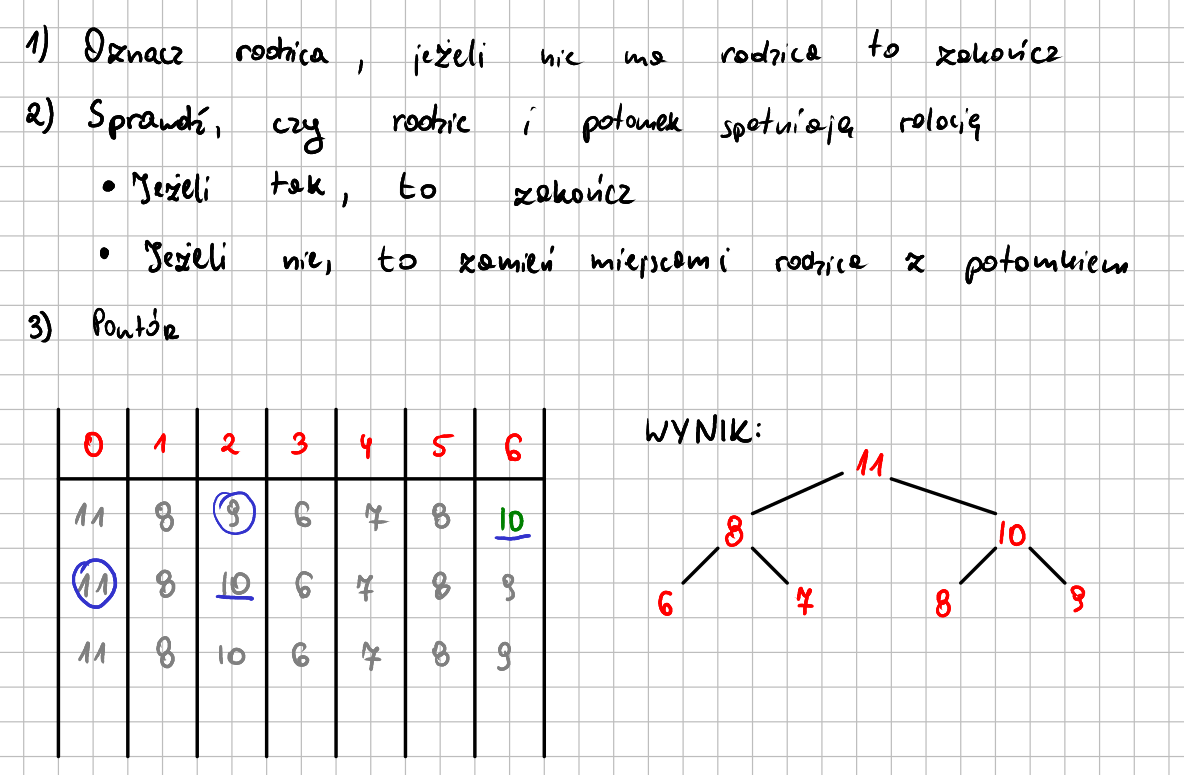 1) Oznacz rodzica, jeżeli nie ma rodzica to zakończ
2) Sprawdź, czy rodzic i potomek spełniają relację
• Jeżeli tak, to zakończ
• Jeżeli nie, to zamień miejscami rodzica z potomkiem
3) Powtórz
0 1 2 3 4 5 6
11 8 9 6 7 8 10
11 8 10 6 7 8 9
11 8 10 6 7 8 9
WYNIK:
11
8 10
6 7 8 9